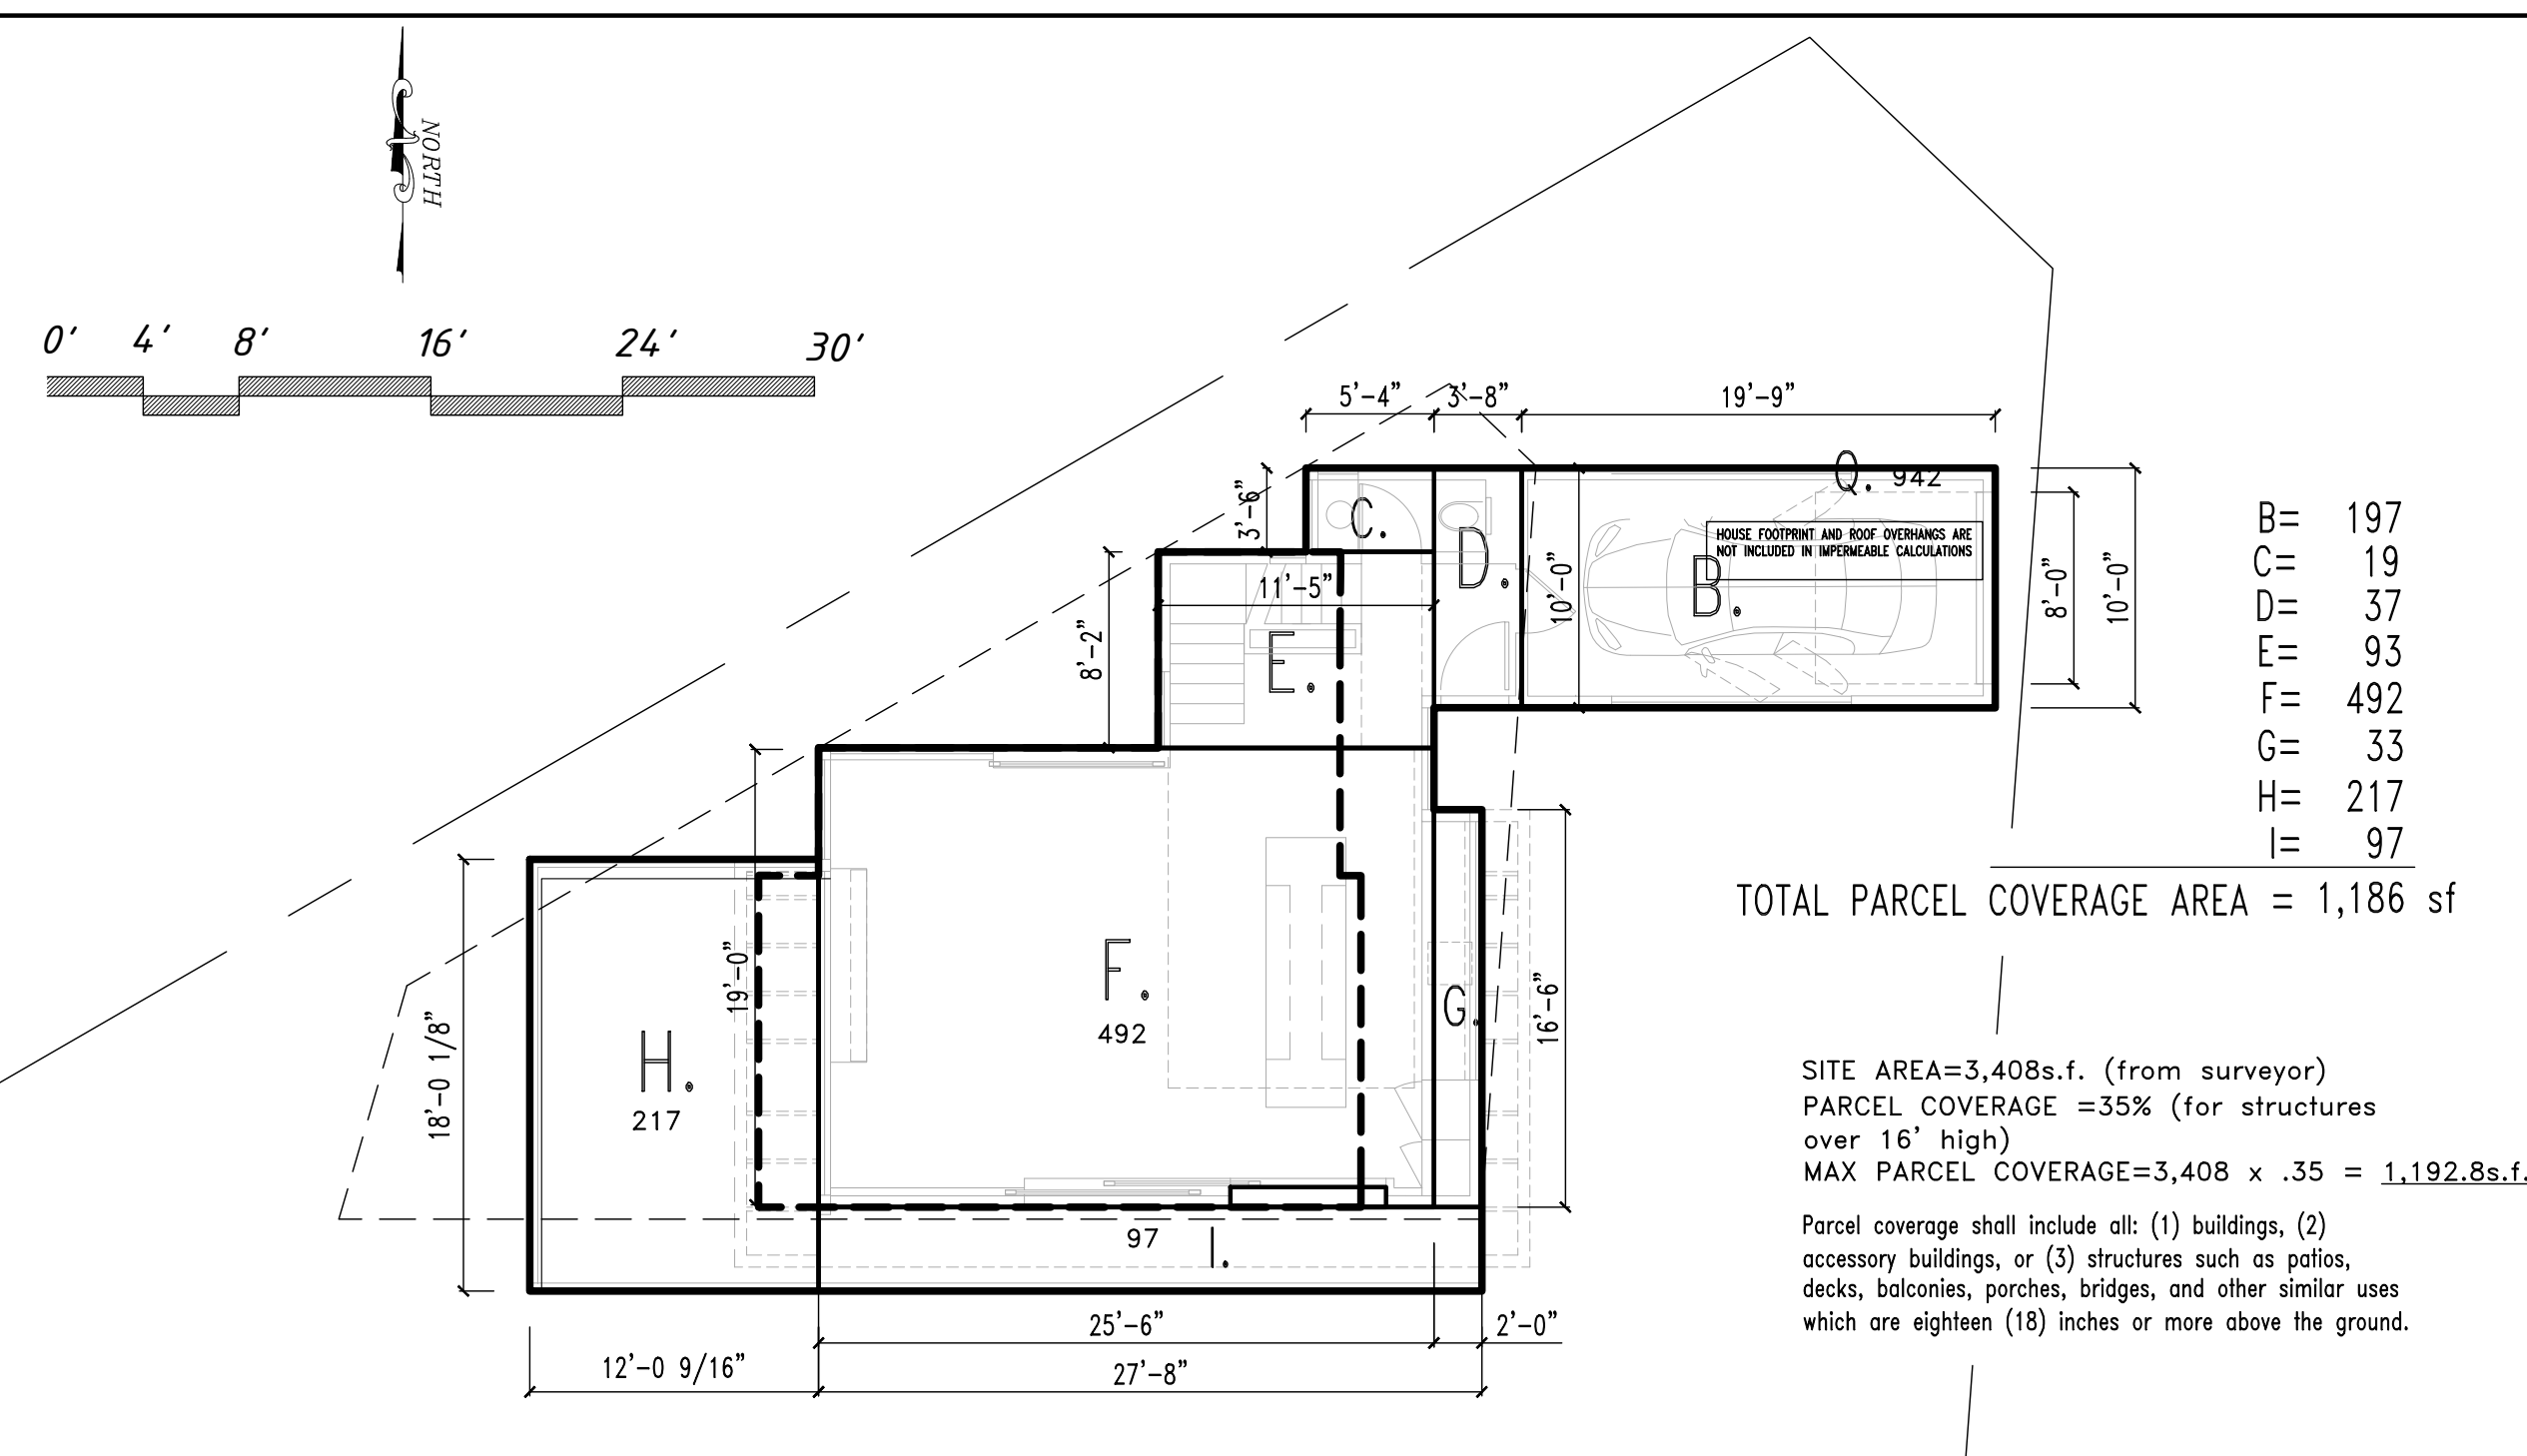 NORTH
0' 4' 8' 16' 24' 30'
5'-4" 3'-8" 19'-9"
3'-6"
C.
D.
Q. 942
HOUSE FOOTPRINT AND ROOF OVERHANGS ARE
NOT INCLUDED IN IMPERMEABLE CALCULATIONS
B.
10'-0"
8'-0"
10'-0"
11'-5"
8'-2"
E.
B= 197
C= 19
D= 37
E= 93
F= 492
G= 33
H= 217
I= 97
TOTAL PARCEL COVERAGE AREA = 1,186 sf
19'-0"
F.
492
G.
16'-6"
18'-0 1/8"
H.
217
97 I.
25'-6" 2'-0"
12'-0 9/16" 27'-8"
SITE AREA=3,408s.f. (from surveyor)
PARCEL COVERAGE =35% (for structures
over 16' high)
MAX PARCEL COVERAGE=3,408 x .35 = 1,192.8s.f.
Parcel coverage shall include all: (1) buildings, (2)
accessory buildings, or (3) structures such as patios,
decks, balconies, porches, bridges, and other similar uses
which are eighteen (18) inches or more above the ground.